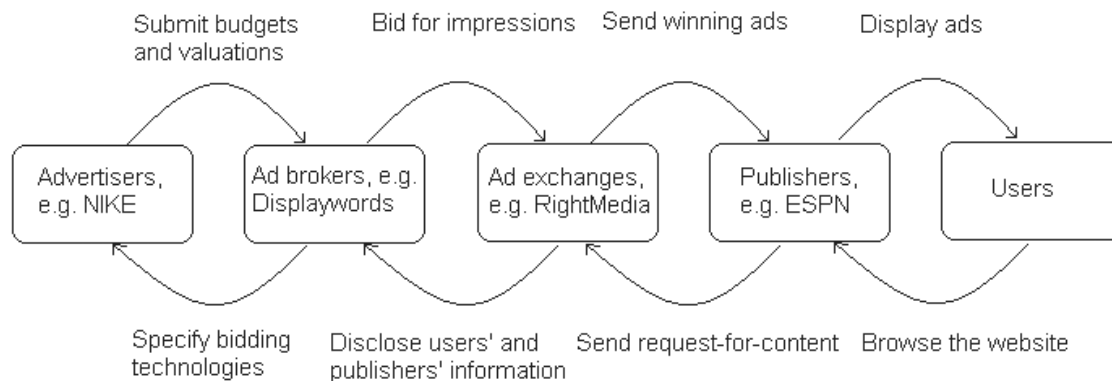 Submit budgets
and valuations
Bid for impressions
Send winning ads
Display ads
Advertisers,
e.g. NIKE
Ad brokers, e.g.
Displaywords
Ad exchanges,
e.g. RightMedia
Publishers,
e.g. ESPN
Users
Specify bidding
technologies
Disclose users' and
publishers' information
Send request-for-content
Browse the website